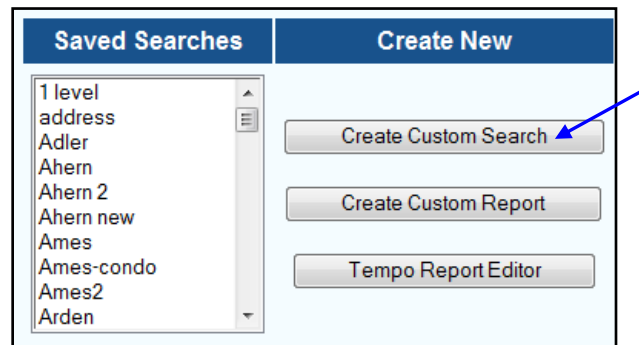 Saved Searches
Create New
1 level
address
Adler
Ahern
Ahern 2
Ahern new
Ames
Ames-condo
Ames2
Arden
Create Custom Search
Create Custom Report
Tempo Report Editor